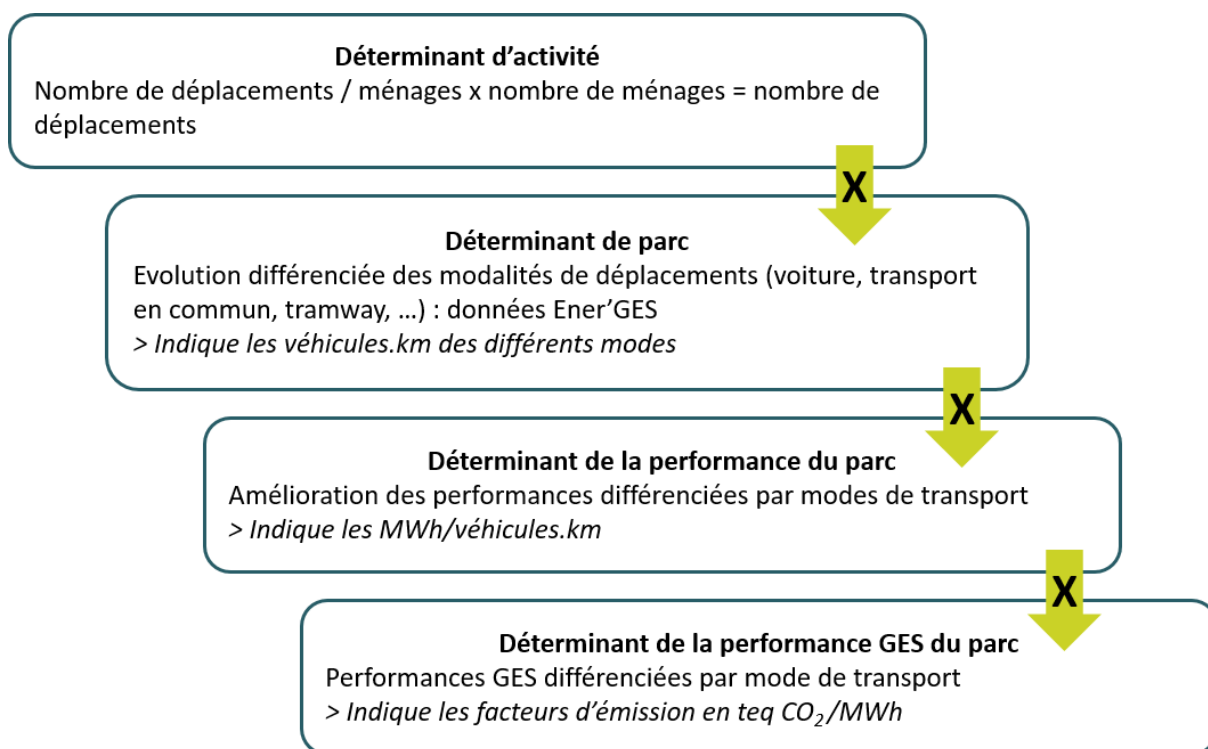 Déterminant d’activité
Nombre de déplacements / ménages x nombre de ménages = nombre de
déplacements
X
Déterminant de parc
Evolution différenciée des modalités de déplacements (voiture, transport
en commun, tramway, …) : données Ener’GES
> Indique les véhicules.km des différents modes
X
Déterminant de la performance du parc
Amélioration des performances différenciées par modes de transport
> Indique les MWh/véhicules.km
X
Déterminant de la performance GES du parc
Performances GES différenciées par mode de transport
> Indique les facteurs d’émission en teq CO₂/MWh